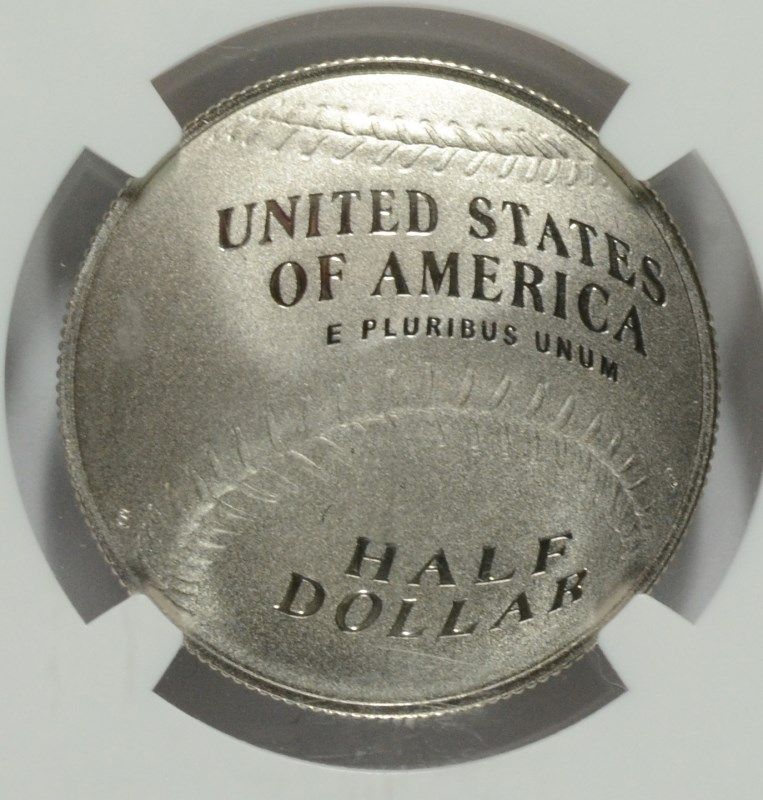 UNITED STATES
OF AMERICA
E PLURIBUS UNUM
S
HALF
DOLLAR